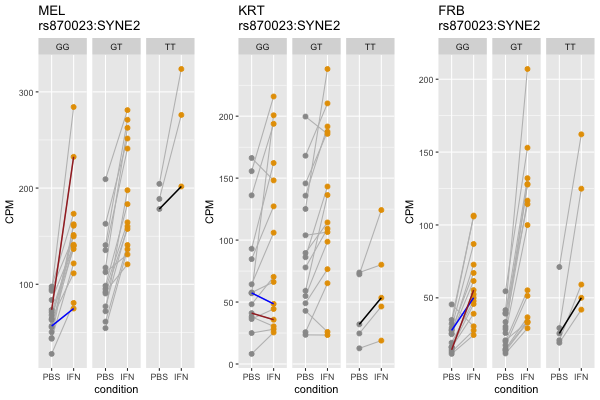 MEL
rs870023:SYNE2
GG GT TT
300
200
100
CPM
PBS IFN PBS IFN PBS IFN
condition
KRT
rs870023:SYNE2
GG GT TT
200
150
100
50
0
CPM
PBS IFN PBS IFN PBS IFN
condition
FRB
rs870023:SYNE2
GG GT TT
200
150
100
50
CPM
PBS IFN PBS IFN PBS IFN
condition